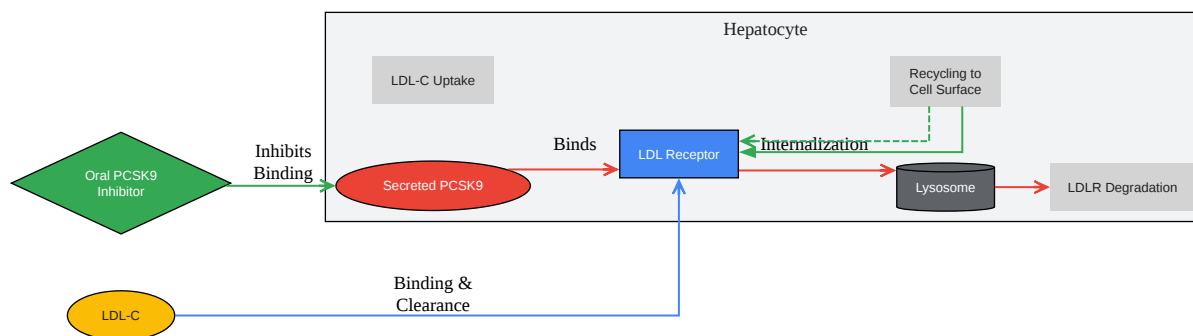 Hepatocyte
LDL-C Uptake
Recycling to
Cell Surface
Inhibits
Binding
Binds
LDL Receptor
Internalization
Oral PCSK9
Inhibitor
Secreted PCSK9
Lysosome
LDLR Degradation
Binding &
Clearance
LDL-C